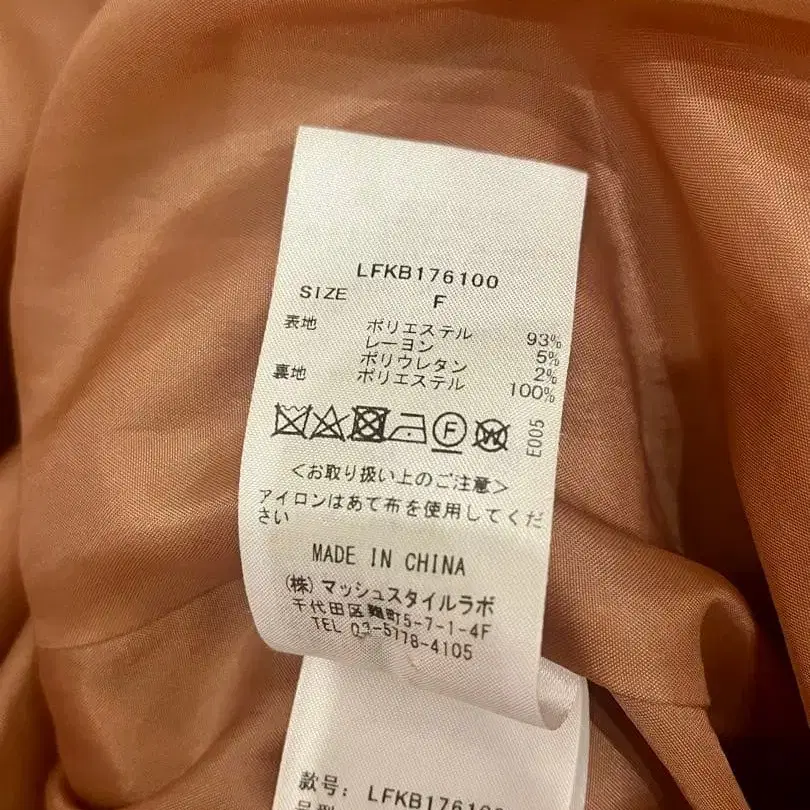 LFKB176100
SIZE F
表地 ポリエステル 93%
レーヨン 5%
ポリウレタン 2%
裏地 ポリエステル 100%
F W
E005
<お取り扱い上のご注意>
アイロンはあて布を使用してくだ
さい
MADE IN CHINA
(株)マッシュスタイルラボ
千代田区麹町5-7-1-4F
TEL 03-5778-4105
款号: LFKB176100